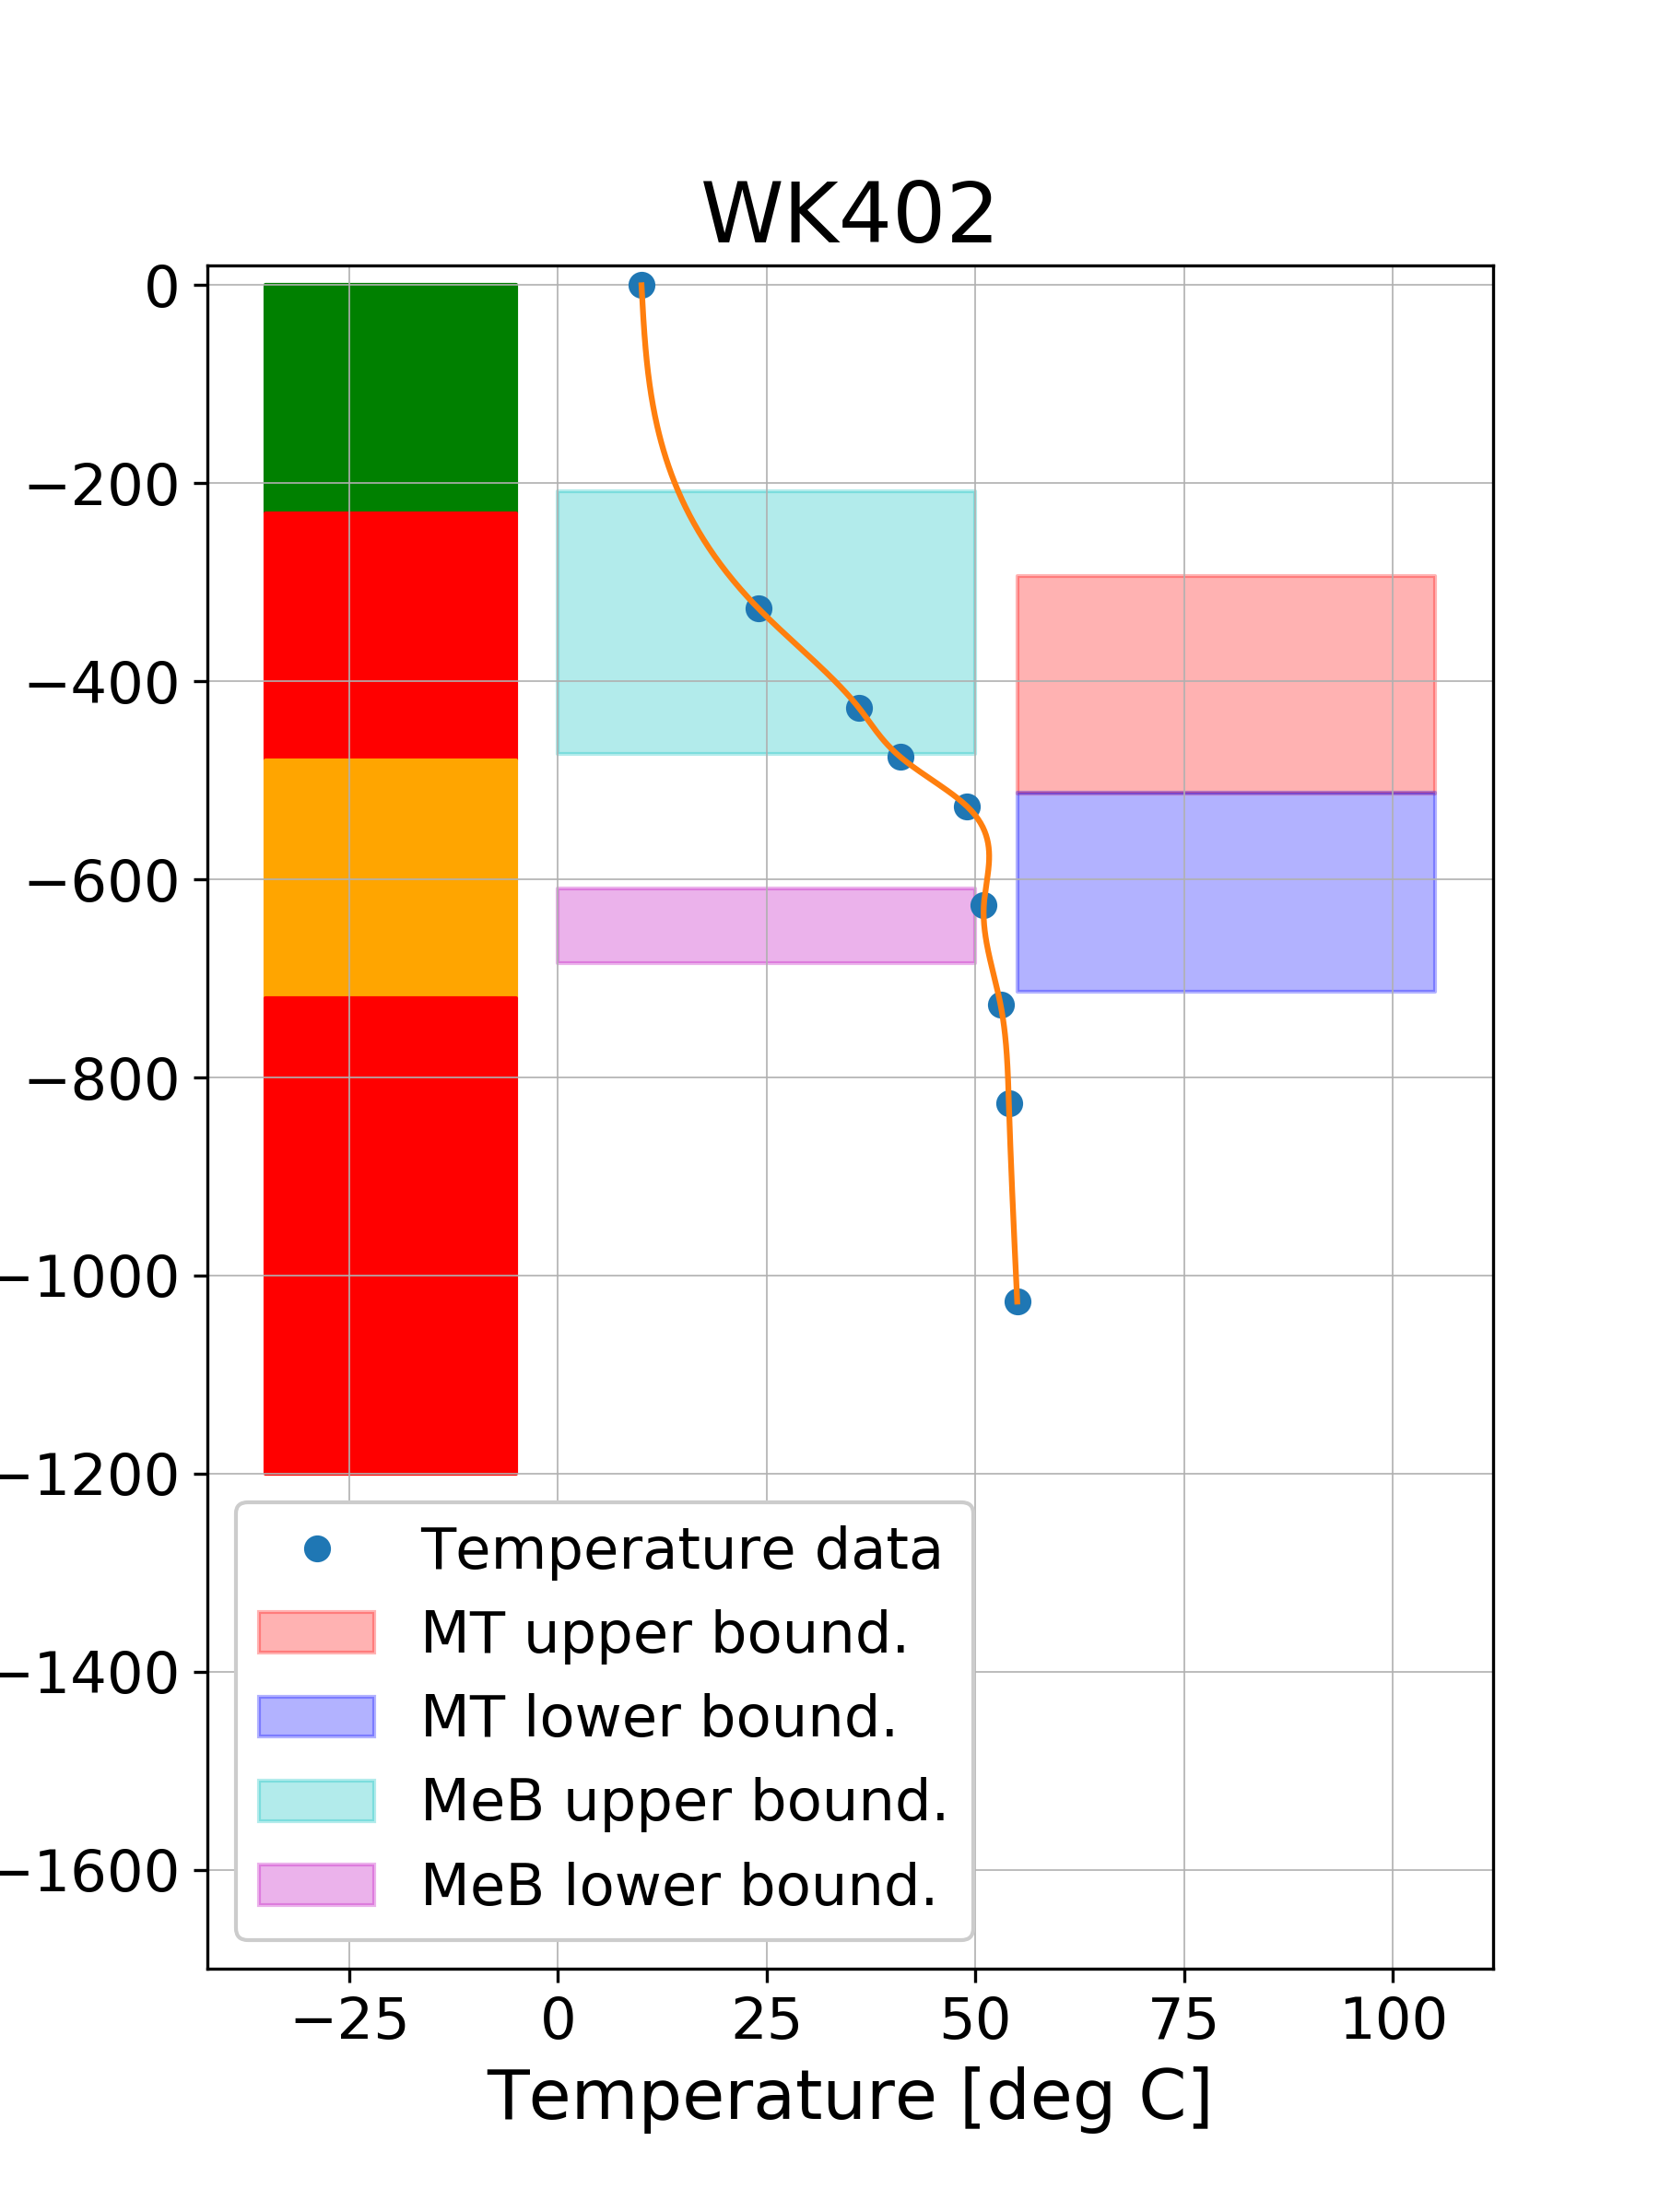 WK402
0
−200
−400
−600
−800
−1000
−1200
−1400
−1600
Temperature data
MT upper bound.
MT lower bound.
MeB upper bound.
MeB lower bound.
−25 0 25 50 75 100
Temperature [deg C]